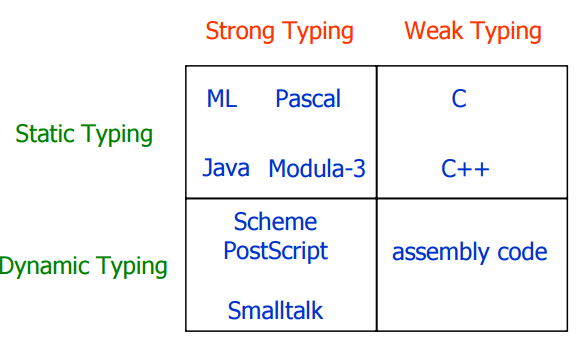 Strong Typing Weak Typing
ML Pascal C
Static Typing
Java Modula-3 C++
Scheme
PostScript assembly code
Dynamic Typing
Smalltalk